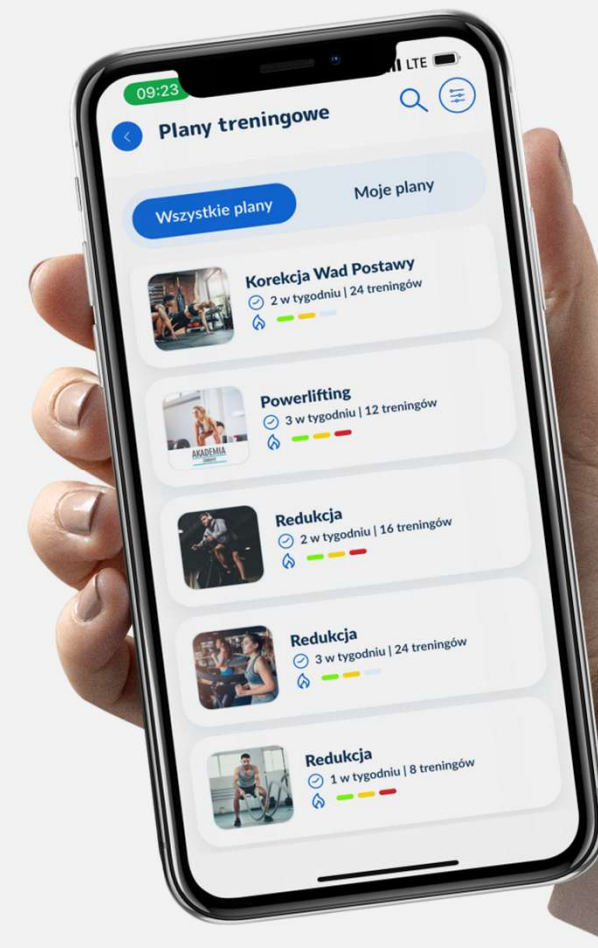 09:23
LTE
Plany treningowe
Wszystkie plany
Moje plany
Korekcja Wad Postawy
2 w tygodniu | 24 treningów
Powerlifting
3 w tygodniu | 12 treningów
AKADEMIA
Redukcja
2 w tygodniu | 16 treningów
Redukcja
3 w tygodniu | 24 treningów
Redukcja
1 w tygodniu | 8 treningów